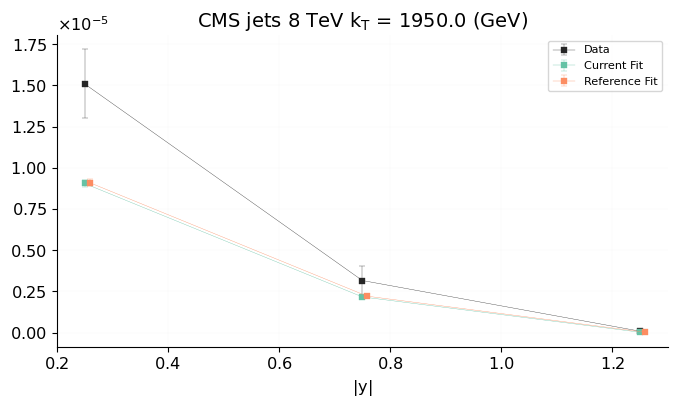 CMS jets 8 TeV k_T = 1950.0 (GeV)
×10⁻⁵
1.75
1.50
1.25
1.00
0.75
0.50
0.25
0.00
Data
Current Fit
Reference Fit
0.2 0.4 0.6 0.8 1.0 1.2
|y|